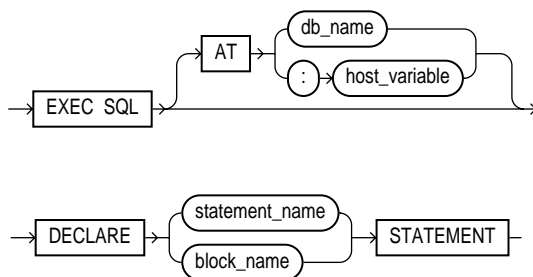 db_name
AT
: host_variable
EXEC SQL
statement_name
DECLARE STATEMENT
block_name